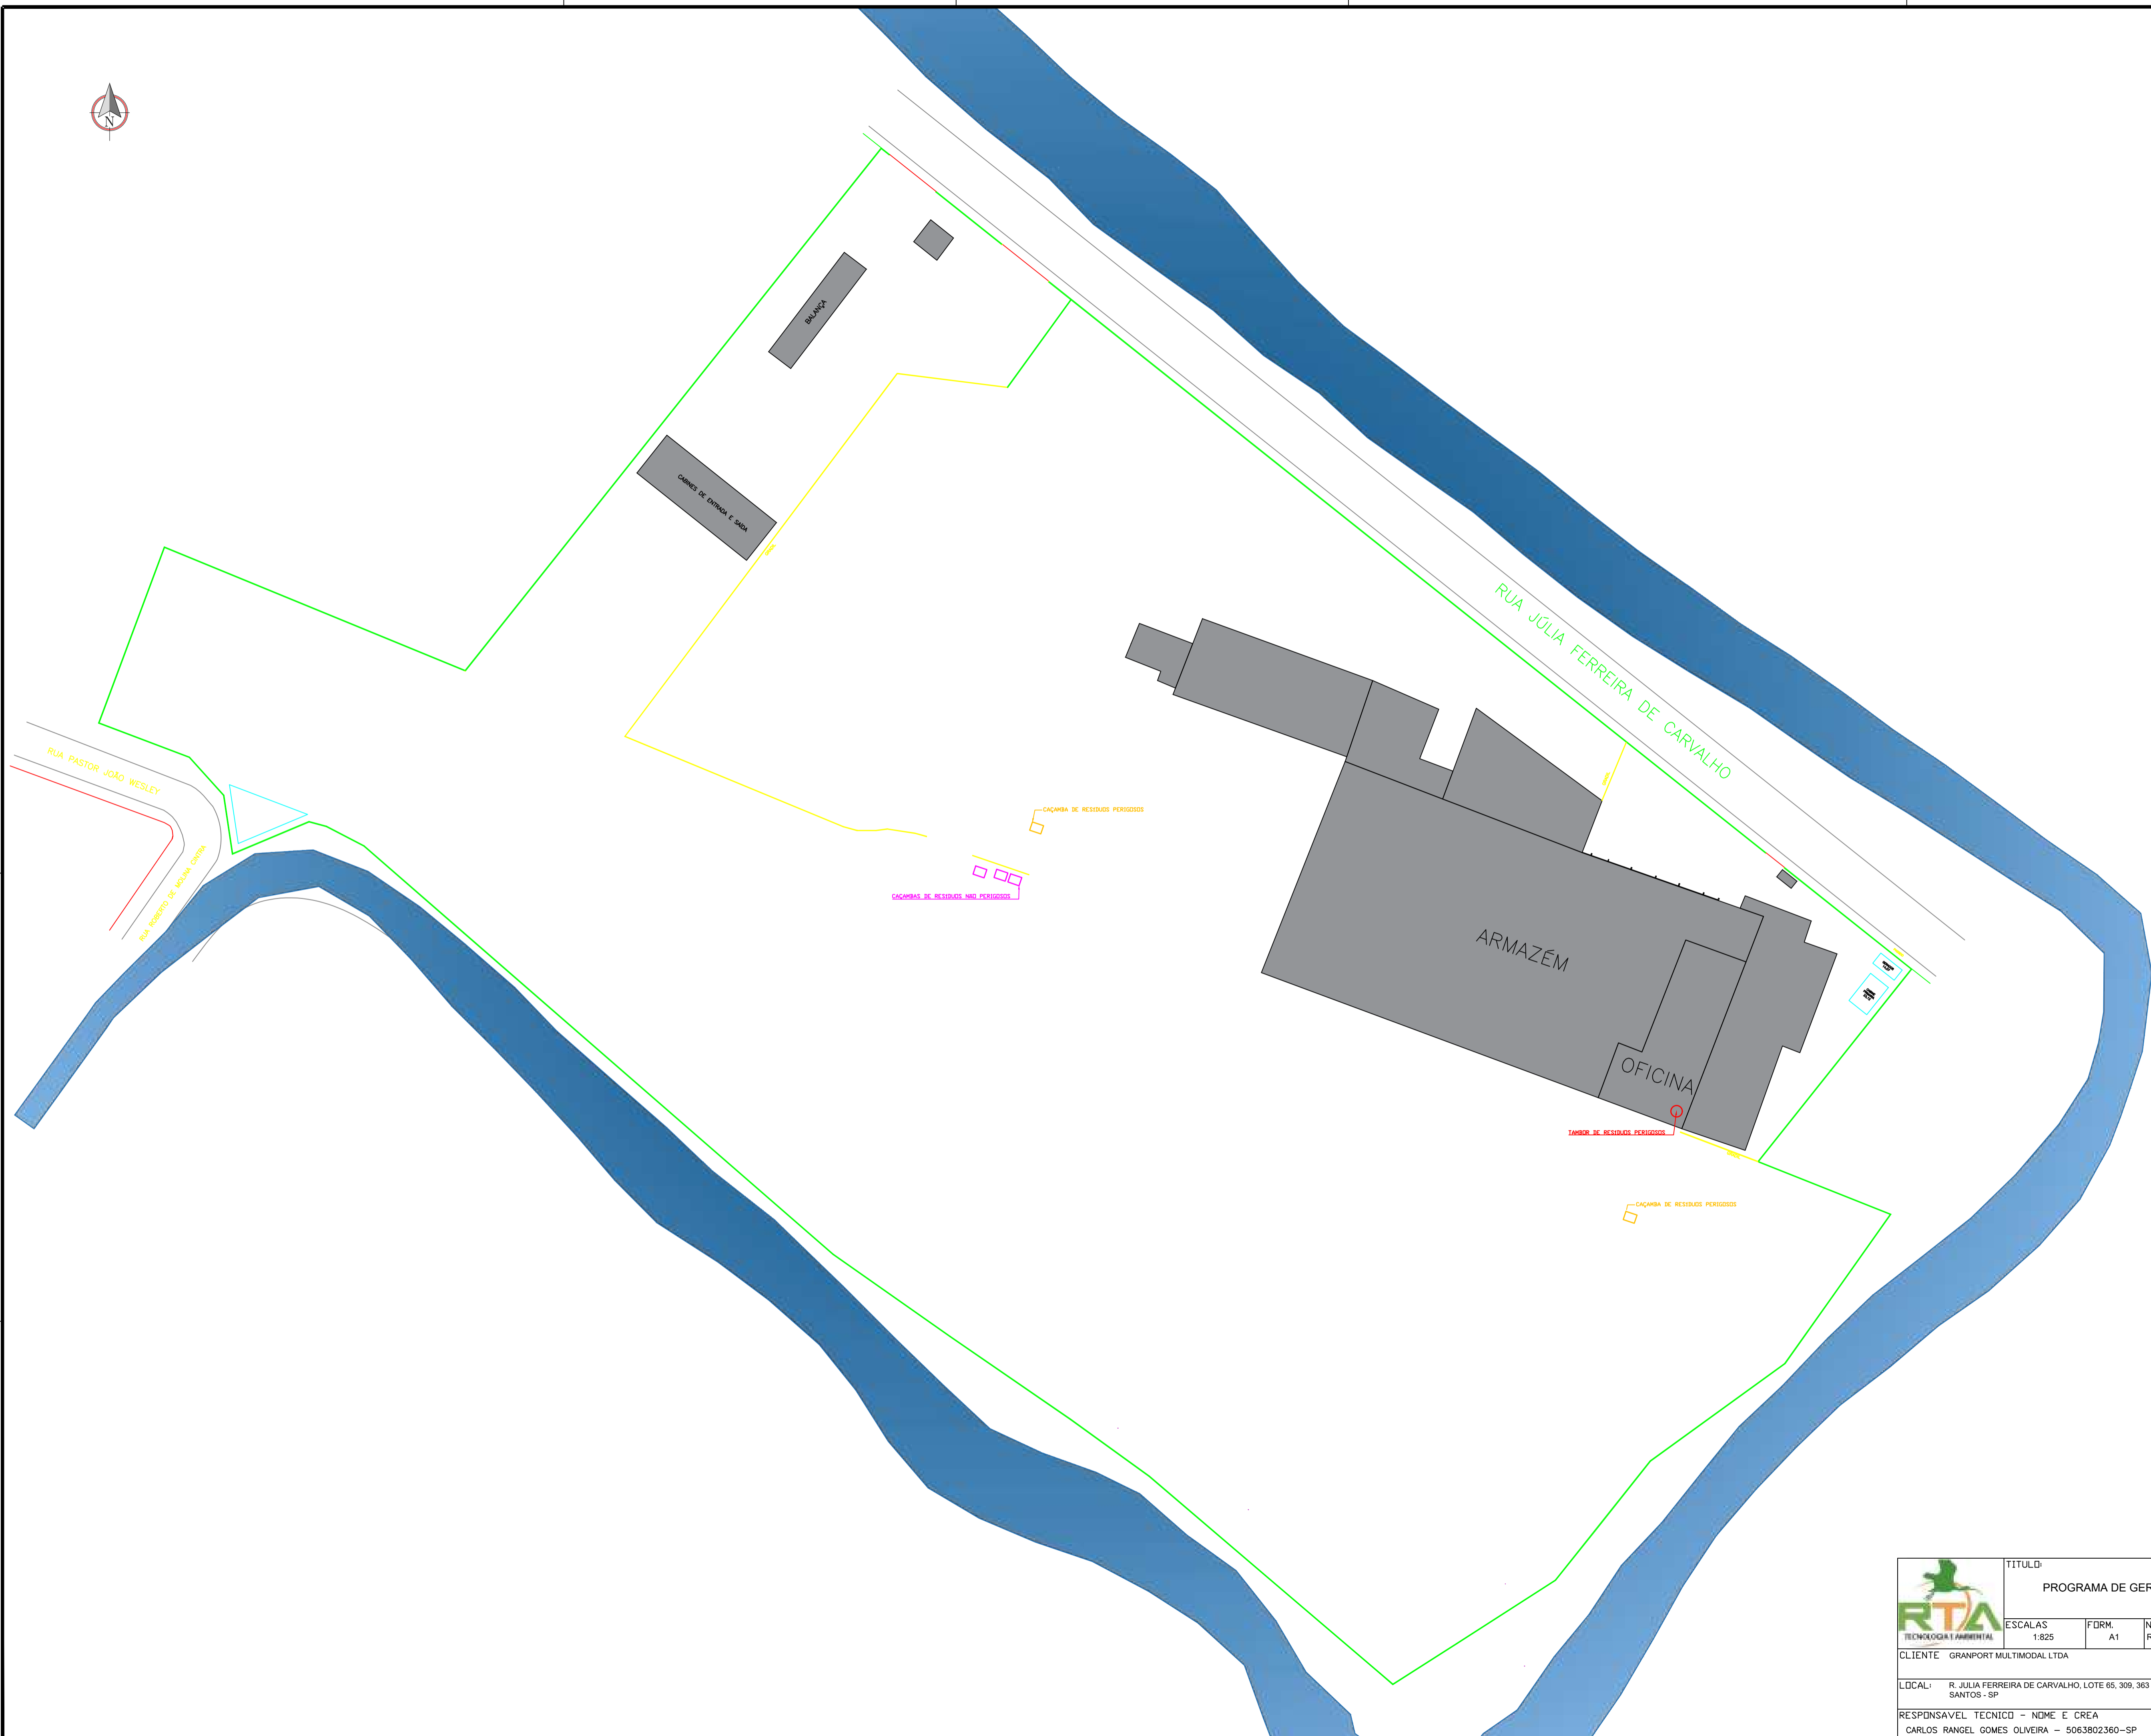 N
BALANÇA
CABINES DE ENTRADA E SAIDA
RUA JÚLIA FERREIRA DE CARVALHO
RUA PASTOR JOÃO WESLEY
CAÇAMBA DE RESIDUOS PERIGOSOS
CAÇAMBAS DE RESIDUOS NÃO PERIGOSOS
ARMAZÉM
OFICINA
TAMBOR DE RESIDUOS PERIGOSOS
CAÇAMBA DE RESIDUOS PERIGOSOS
RTA
TECNOLOGIA E AMBIENTAL
TITULO:
PROGRAMA DE GER
ESCALAS
1:825
FORM.
A1
N
R
CLIENTE GRANPORT MULTIMODAL LTDA
LOCAL: R. JULIA FERREIRA DE CARVALHO, LOTE 65, 309, 363
SANTOS - SP
RESPONSAVEL TECNICO - NOME E CREA
CARLOS RANGEL GOMES OLIVEIRA - 5063802360-SP